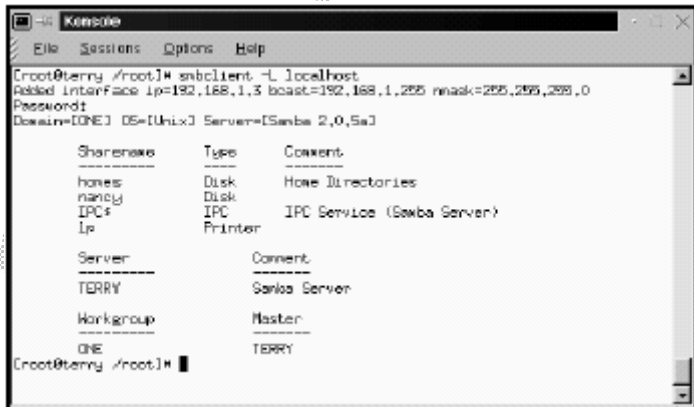 Konsole
File Sessions Options Help
[root@terry /root]# smbclient -L localhost
Added interface ip=192.168.1.3 bcast=192.168.1.255 nmask=255.255.255.0
Password:
Domain=[ONE] OS=[Unix] Server=[Samba 2.0.5a]
Sharename Type Comment
--------- ---- -------
homes Disk Home Directories
nancy Disk
IPC$ IPC IPC Service (Samba Server)
lp Printer
Server Comment
--------- -------
TERRY Samba Server
Workgroup Master
--------- -------
ONE TERRY
[root@terry /root]#